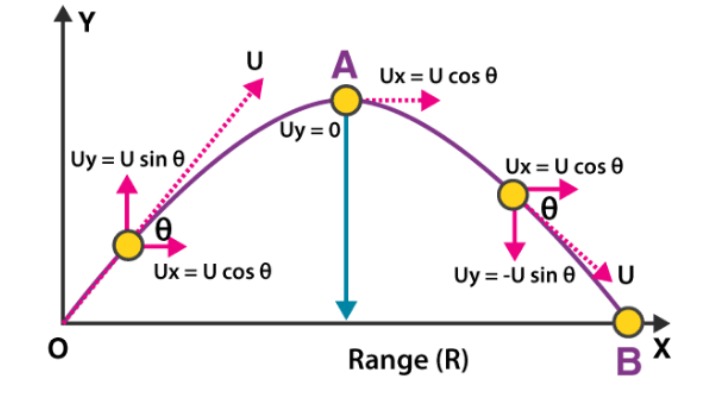 Y
U
A
Ux = U cos θ
Uy = 0
Uy = U sin θ
θ
Ux = U cos θ
Ux = U cos θ
θ
Uy = -U sin θ
U
O
Range (R)
B
X